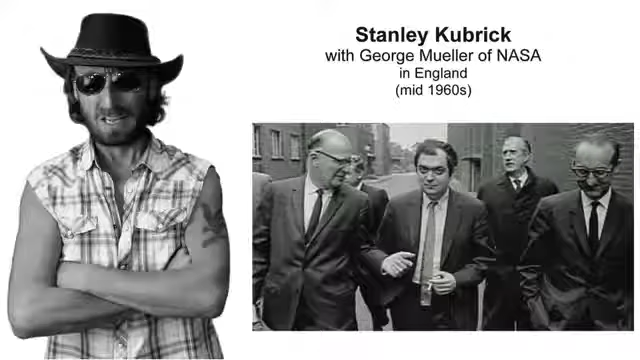 Stanley Kubrick
with George Mueller of NASA
in England
(mid 1960s)